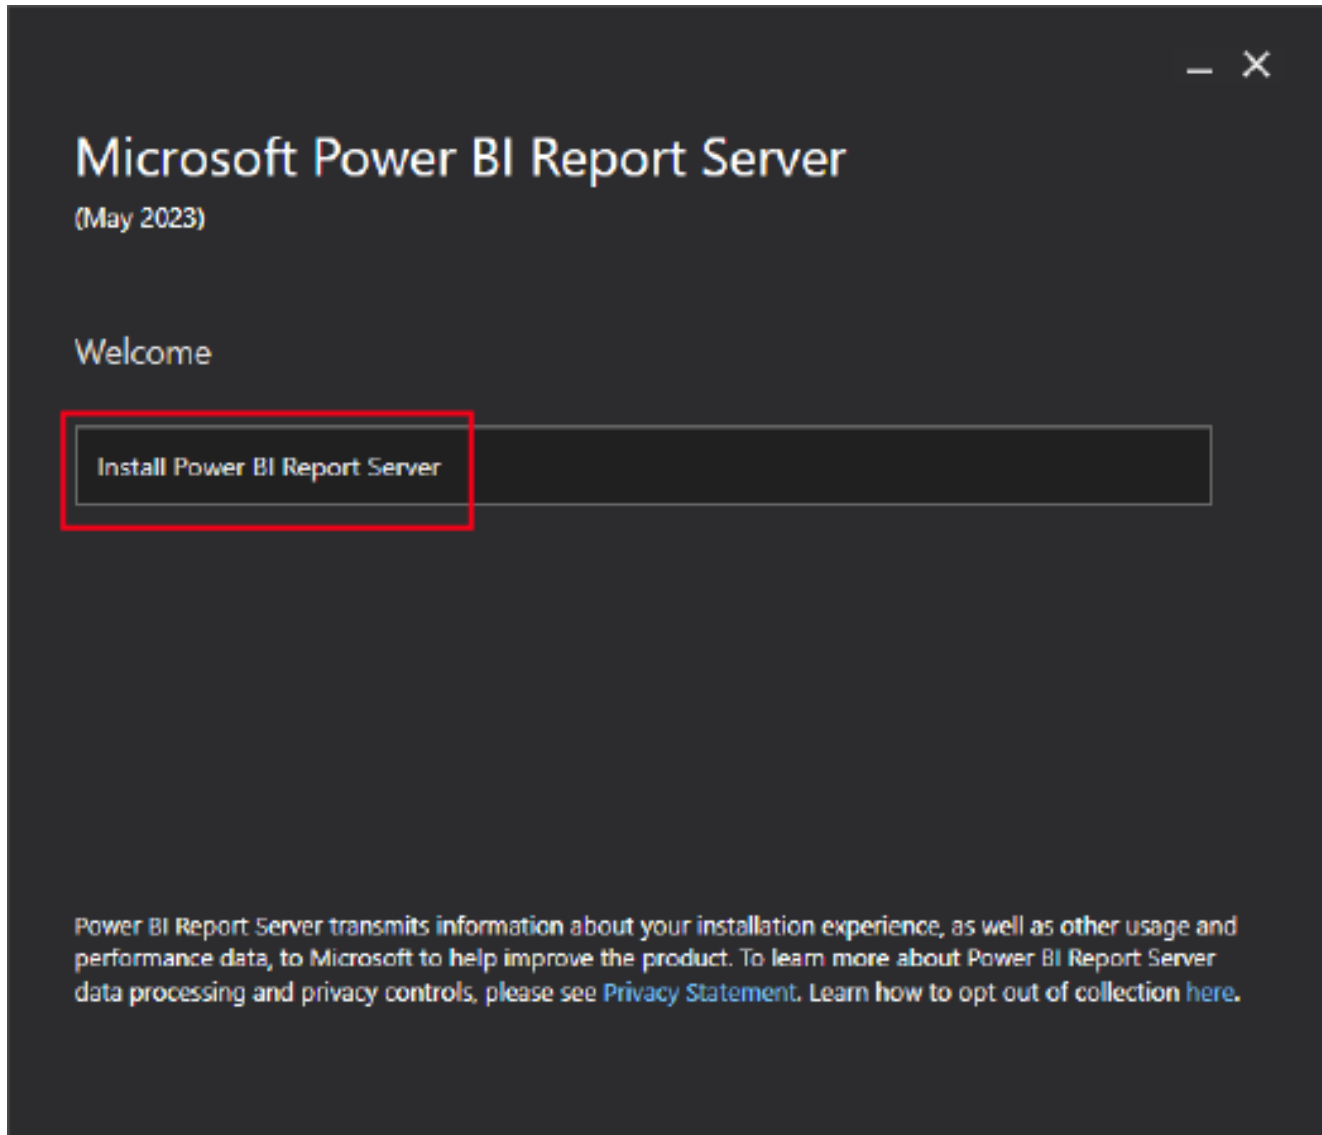 Microsoft Power BI Report Server
(May 2023)
Welcome
Install Power BI Report Server
Power BI Report Server transmits information about your installation experience, as well as other usage and
performance data, to Microsoft to help improve the product. To learn more about Power BI Report Server
data processing and privacy controls, please see Privacy Statement. Learn how to opt out of collection here.